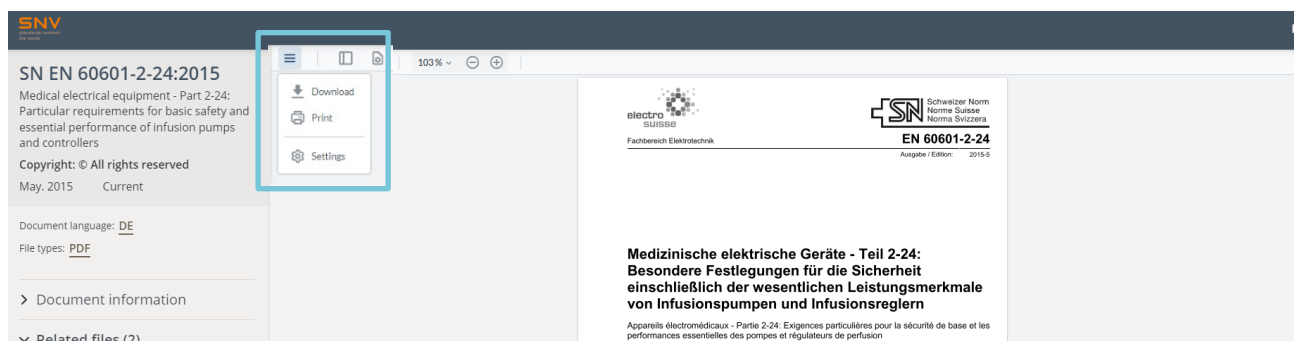 SNV
SN EN 60601-2-24:2015
Medical electrical equipment - Part 2-24:
Particular requirements for basic safety and
essential performance of infusion pumps
and controllers
Copyright: © All rights reserved
May. 2015 Current
Document language: DE
File types: PDF
> Document information
Related files (2)
103%
Download
Print
Settings
electro
suisse
Fachbereich Elektrotechnik
SN
Schweizer Norm
Norme Suisse
Norma Svizzera
EN 60601-2-24
Ausgabe / Edition: 2015-5
Medizinische elektrische Geräte - Teil 2-24:
Besondere Festlegungen für die Sicherheit
einschließlich der wesentlichen Leistungsmerkmale
von Infusionspumpen und Infusionsreglern
Appareils électromédicaux - Partie 2-24: Exigences particulières pour la sécurité de base et les
performances essentielles des pompes et régulateurs de perfusion